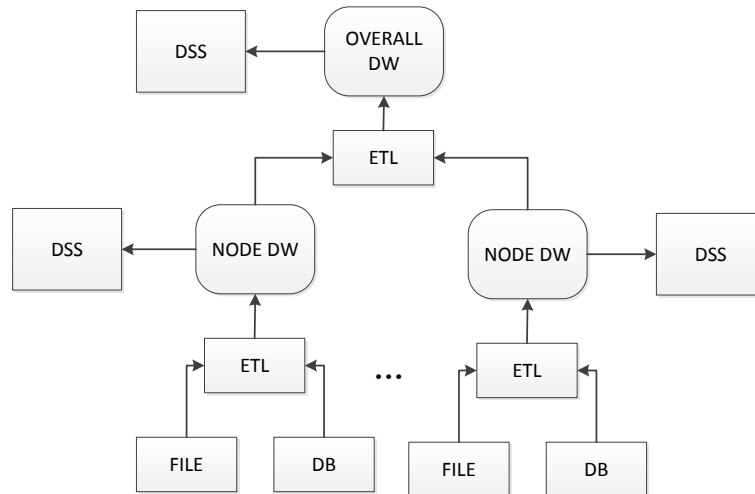 OVERALL
DW
DSS
ETL
DSS
NODE DW
NODE DW
DSS
ETL
...
ETL
FILE
DB
FILE
DB